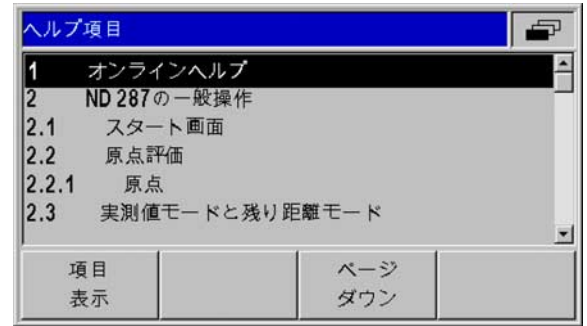 ヘルプ項目
1 オンラインヘルプ
2 ND 287の一般操作
2.1 スタート画面
2.2 原点評価
2.2.1 原点
2.3 実測値モードと残り距離モード
項目
表示
ページ
ダウン